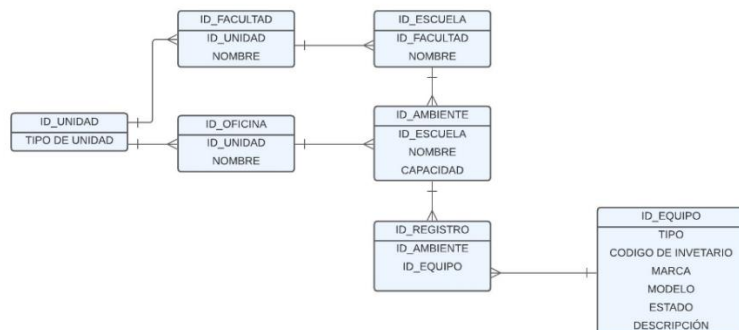 ID_FACULTAD
ID_UNIDAD
NOMBRE
ID_ESCUELA
ID_FACULTAD
NOMBRE
ID_UNIDAD
TIPO DE UNIDAD
ID_OFICINA
ID_UNIDAD
NOMBRE
ID_AMBIENTE
ID_ESCUELA
NOMBRE
CAPACIDAD
ID_REGISTRO
ID_AMBIENTE
ID_EQUIPO
ID_EQUIPO
TIPO
CODIGO DE INVETARIO
MARCA
MODELO
ESTADO
DESCRIPCIÓN